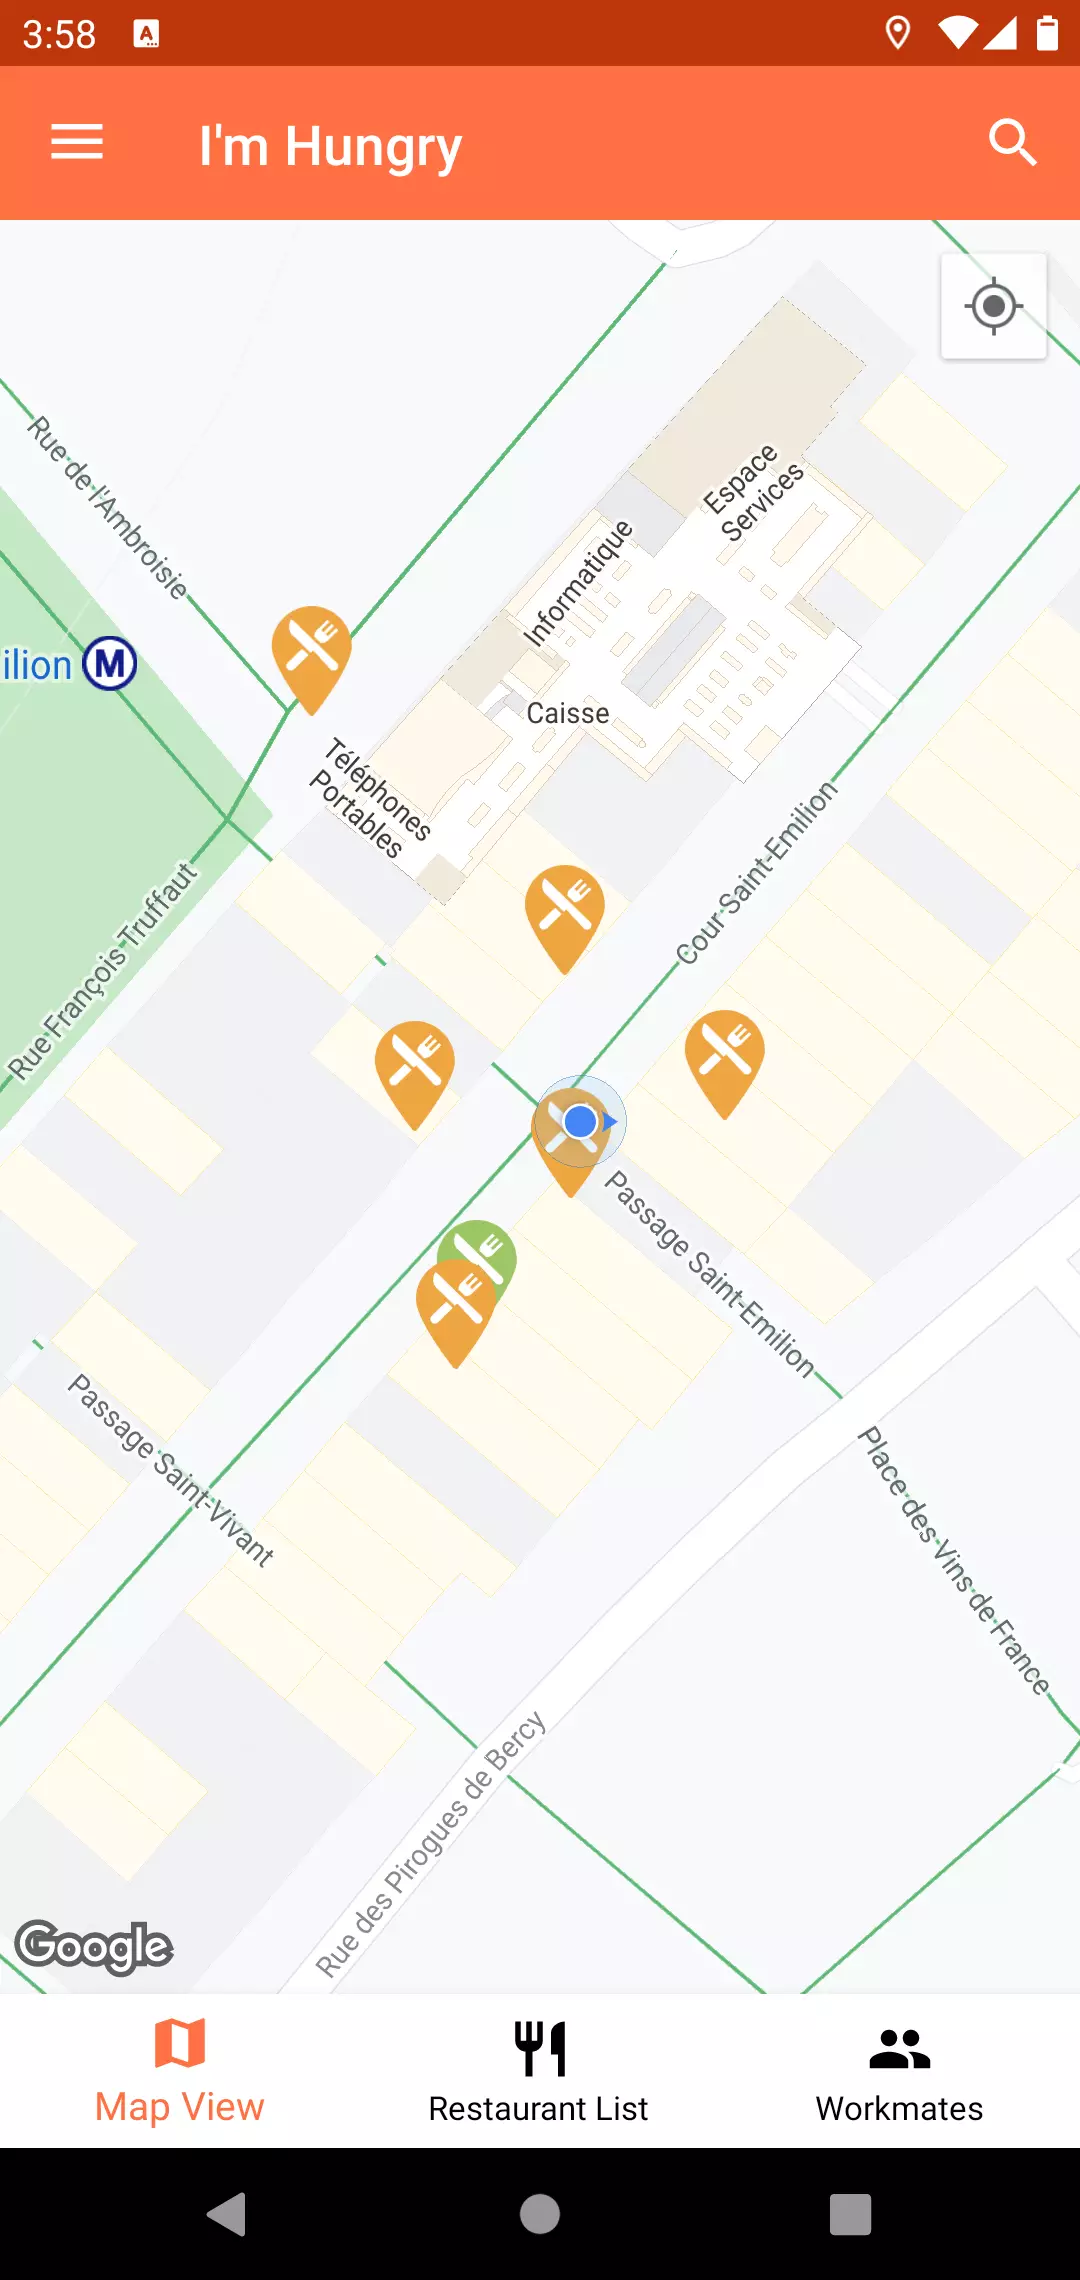 3:58
A
I'm Hungry
Rue de l'Ambroisie
Espace
Services
Informatique
ilion M
Caisse
Téléphones
Portables
Cour Saint-Emilion
Rue François Truffaut
Passage Saint-Emilion
Passage Saint-Vivant
Place des Vins de France
Rue des Pirogues de Bercy
Google
Map View
Restaurant List
Workmates